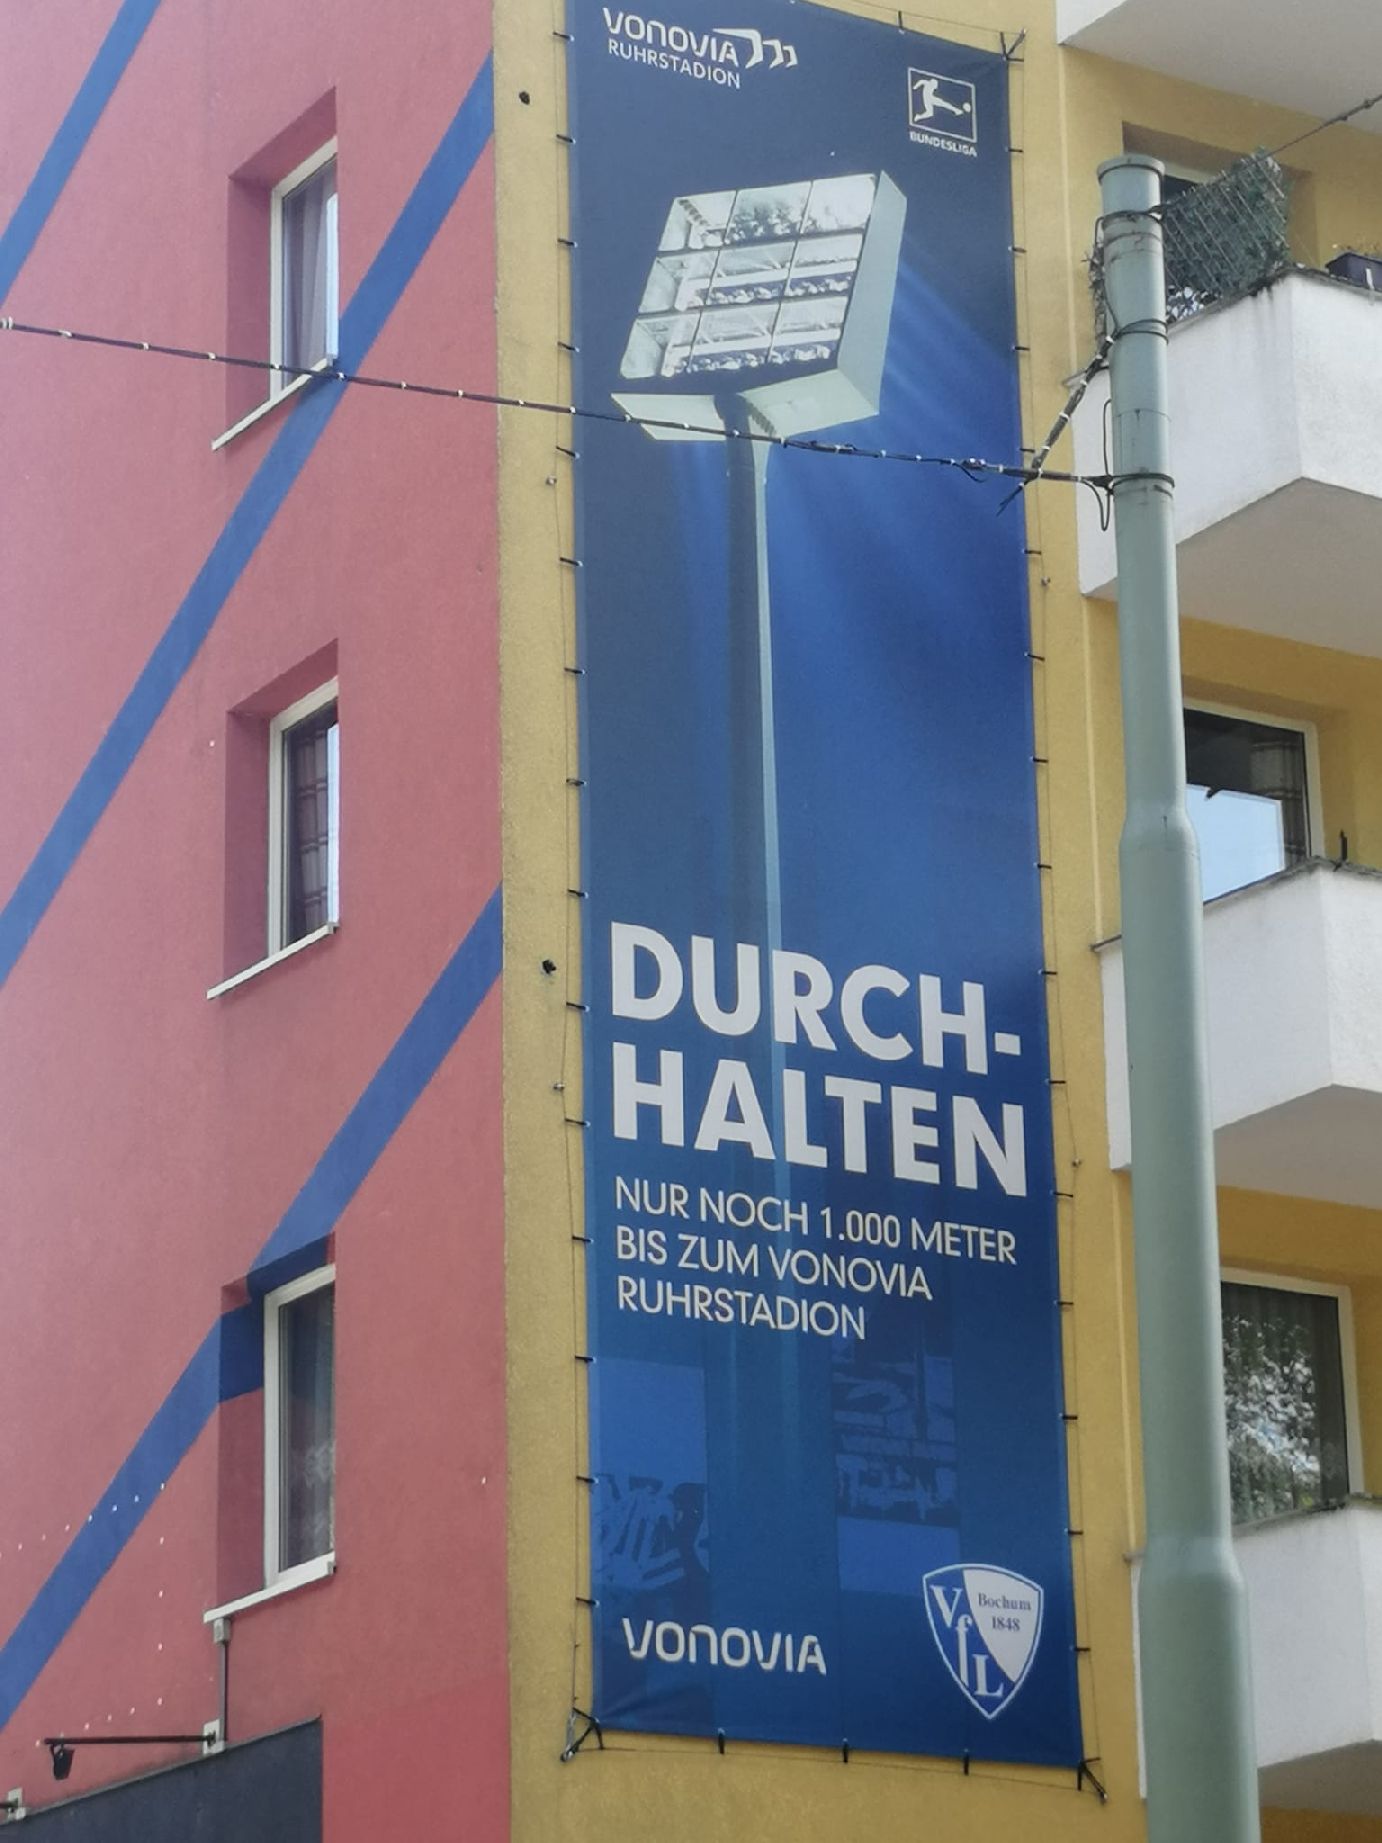 VONOVIA
RUHRSTADION
BUNDESLIGA
DURCH-
HALTEN
NUR NOCH 1.000 METER
BIS ZUM VONOVIA
RUHRSTADION
VONOVIA
VfL
Bochum
1848